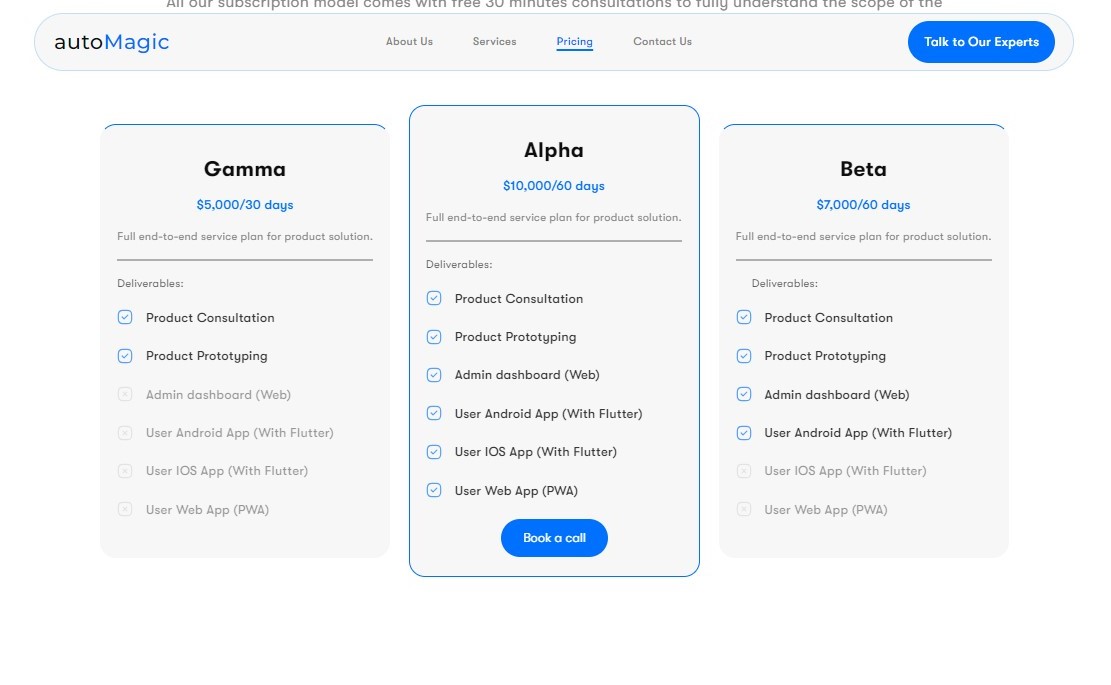 All our subscription model comes with free 30 minutes consultations to fully understand the scope of the
autoMagic
About Us
Services
Pricing
Contact Us
Talk to Our Experts
Gamma
$5,000/30 days
Full end-to-end service plan for product solution.
Deliverables:
Product Consultation
Product Prototyping
Admin dashboard (Web)
User Android App (With Flutter)
User IOS App (With Flutter)
User Web App (PWA)
Alpha
$10,000/60 days
Full end-to-end service plan for product solution.
Deliverables:
Product Consultation
Product Prototyping
Admin dashboard (Web)
User Android App (With Flutter)
User IOS App (With Flutter)
User Web App (PWA)
Book a call
Beta
$7,000/60 days
Full end-to-end service plan for product solution.
Deliverables:
Product Consultation
Product Prototyping
Admin dashboard (Web)
User Android App (With Flutter)
User IOS App (With Flutter)
User Web App (PWA)